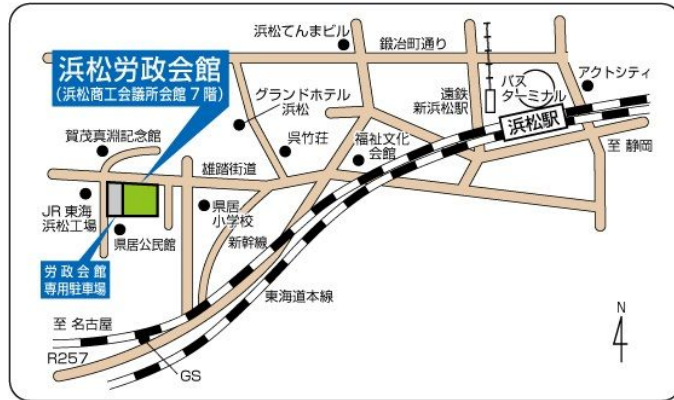 浜松てんまビル
鍛冶町通り
浜松労政会館
(浜松商工会議所会館7階)
アクトシティ
バス
ターミナル
遠鉄
新浜松駅
グランドホテル
浜松
浜松駅
賀茂真淵記念館
呉竹荘
福祉文化
会館
至 静岡
雄踏街道
JR東海
浜松工場
県居
小学校
県居公民館
新幹線
労政会館
専用駐車場
東海道本線
至 名古屋
N
R257
GS